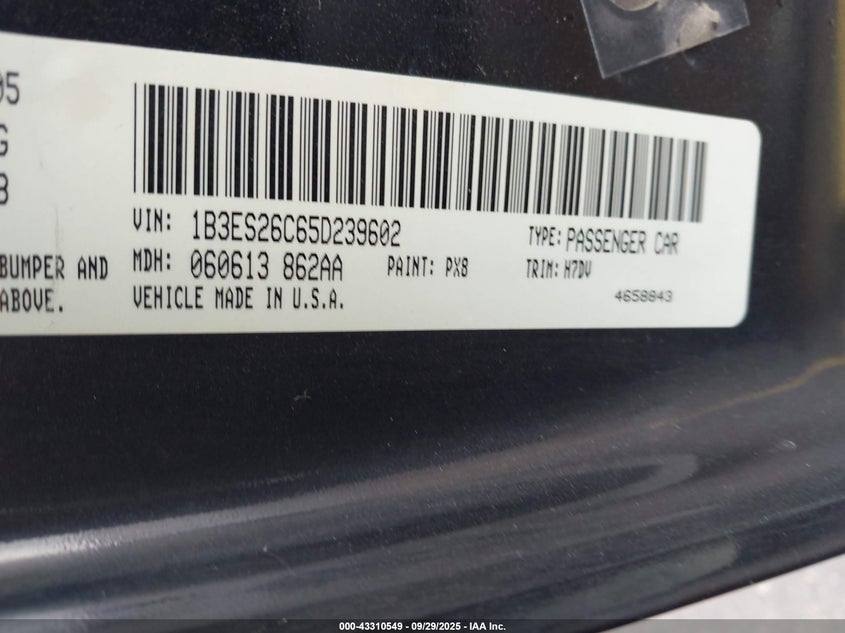 05
G
8
VIN: 1B3ES26C65D239602
TYPE: PASSENGER CAR
BUMPER AND
MDH: 060613 862AA
PAINT: PX8
TRIM: H7DV
ABOVE.
VEHICLE MADE IN U.S.A.
4658843
000-43310549 - 09/29/2025 - IAA Inc.